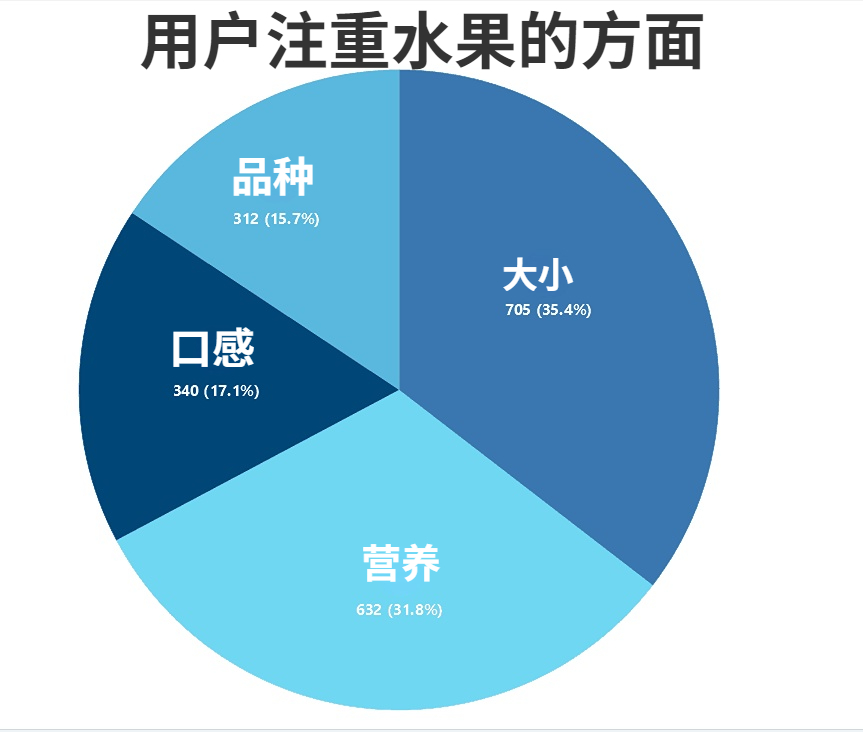 用户注重水果的方面
品种
312 (15.7%)
大小
705 (35.4%)
口感
340 (17.1%)
营养
632 (31.8%)